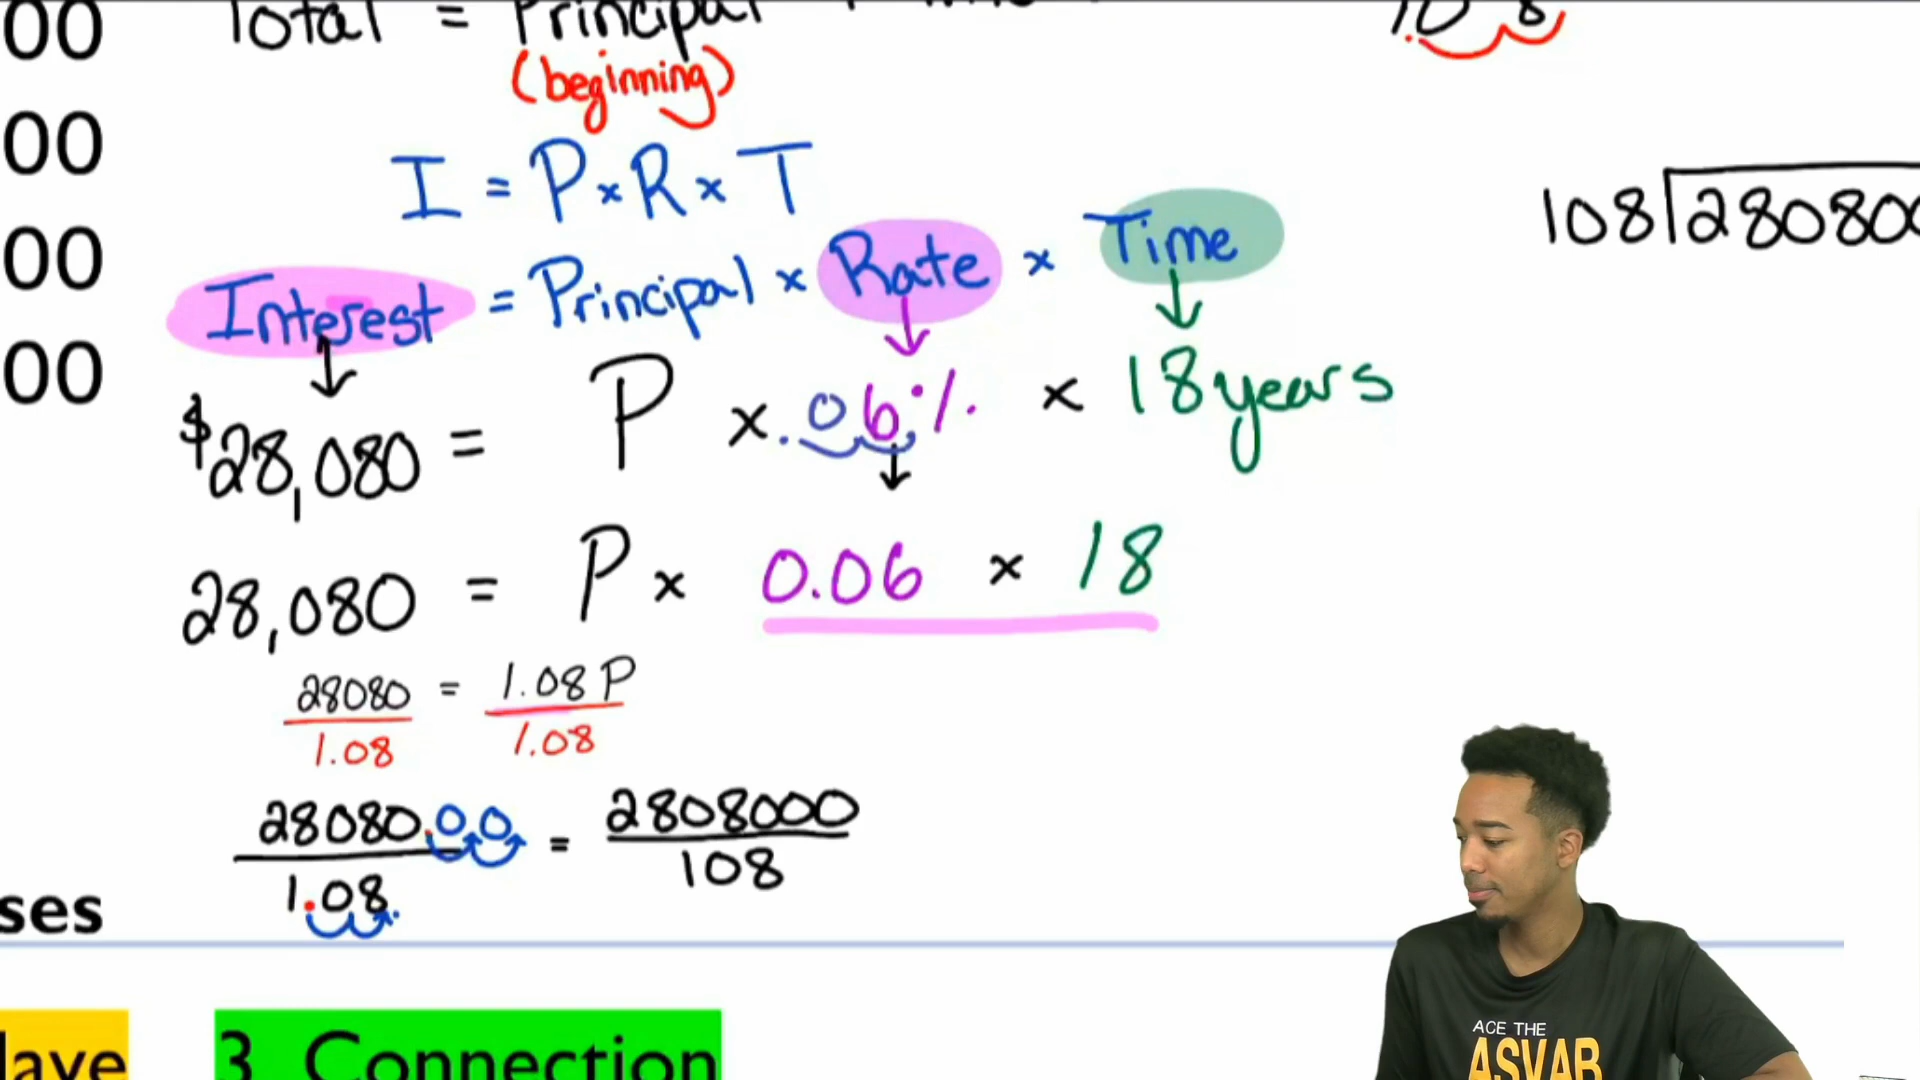 00
Total = Principal
(beginning)
00
I = P × R × T
108 280800
00
Interest = Principal × Rate × Time
00
$28,080 = P × .06% × 18 years
28,080 = P × 0.06 × 18
28080 = 1.08 P
1.08 1.08
28080.00 = 2808000
1.08 108
ses
3. Connection
ACE THE
ASVAB